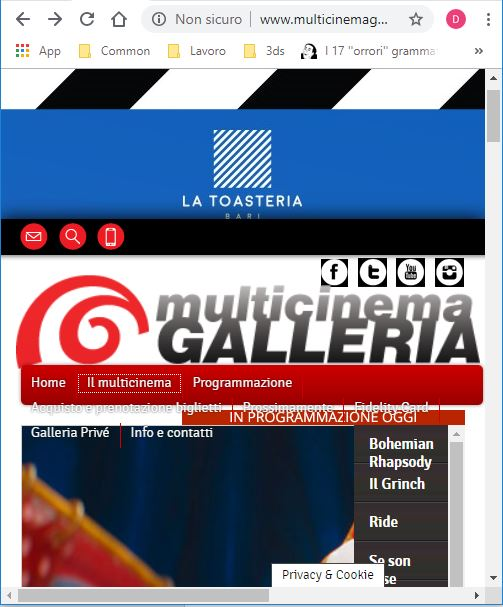 Non sicuro | www.multicinemag...
D
App Common Lavoro 3ds I 17 "orrori" gramma »
LA TOASTERIA
BARI
f t You Tube
multicinema
GALLERIA
Home Il multicinema Programmazione
Acquisto e prenotazione biglietti Prossimamente Fidelity Card
IN PROGRAMMAZIONE OGGI
Galleria Privé Info e contatti
Bohemian
Rhapsody
Il Grinch
Ride
Se son
Privacy & Cookie